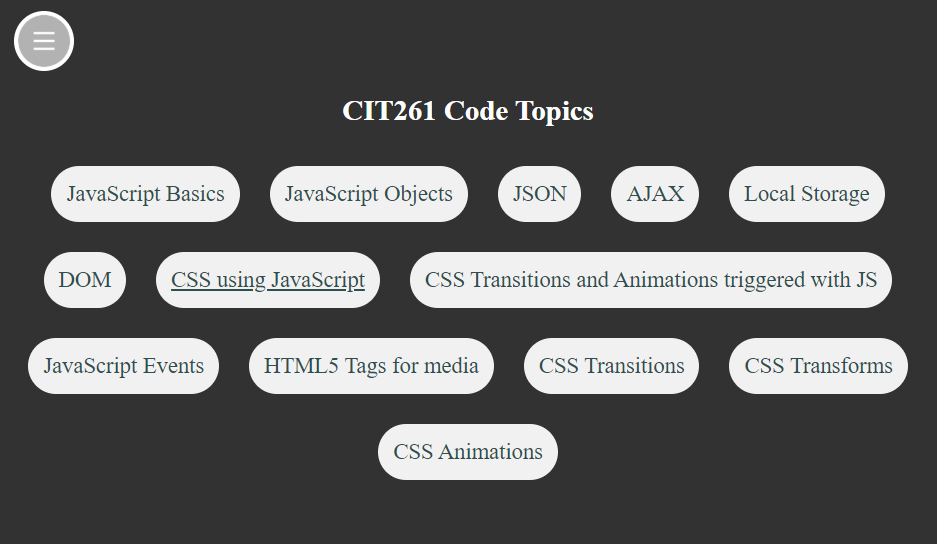 CIT261 Code Topics
JavaScript Basics JavaScript Objects JSON AJAX Local Storage
DOM CSS using JavaScript CSS Transitions and Animations triggered with JS
JavaScript Events HTML5 Tags for media CSS Transitions CSS Transforms
CSS Animations